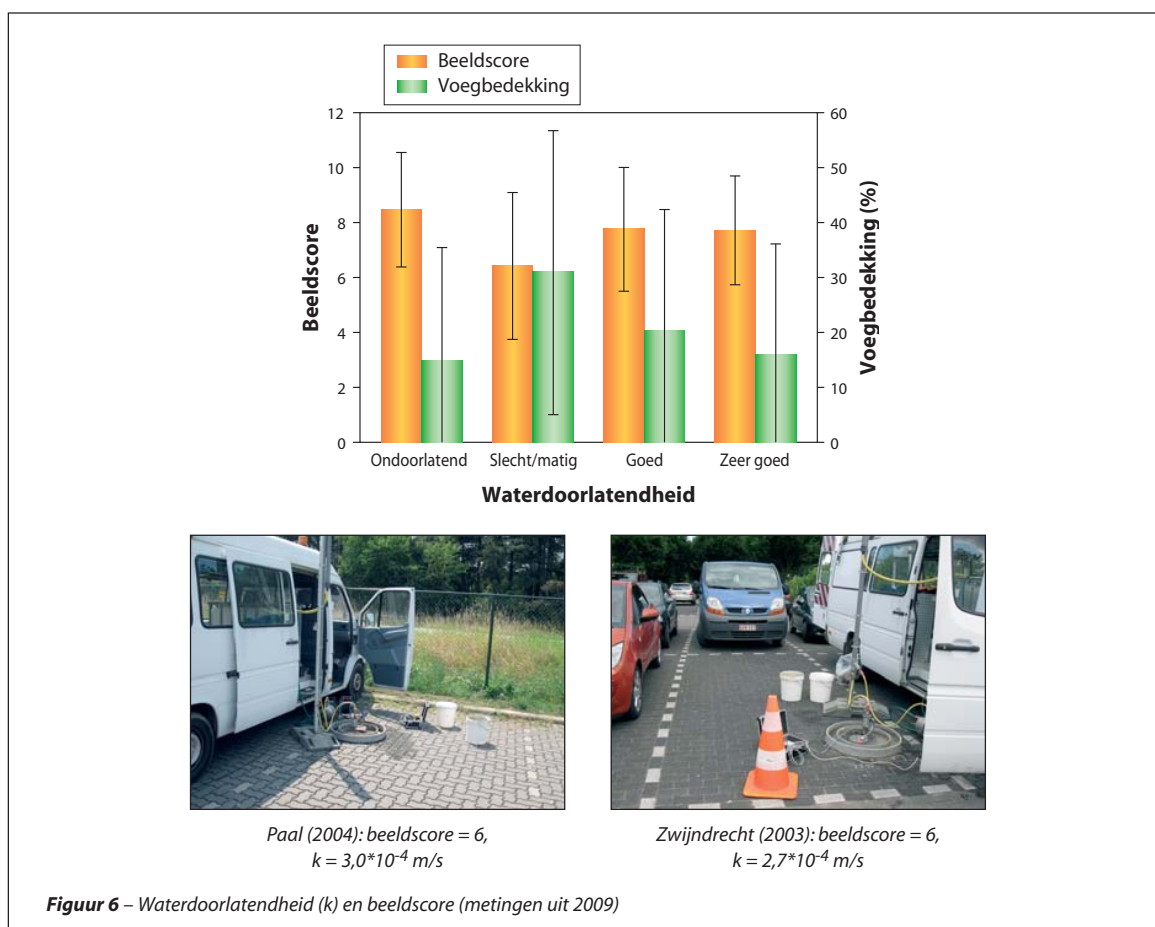 Beeldscore
Voegbedekking
12
10
8
6
4
2
0
Beeldscore
60
50
40
30
20
10
0
Voegbedekking (%)
Ondoorlatend Slecht/matig Goed Zeer goed
Waterdoorlatendheid
Paal (2004): beeldscore = 6,
k = 3,0*10⁻⁴ m/s
Zwijndrecht (2003): beeldscore = 6,
k = 2,7*10⁻⁴ m/s
Figuur 6 – Waterdoorlatendheid (k) en beeldscore (metingen uit 2009)